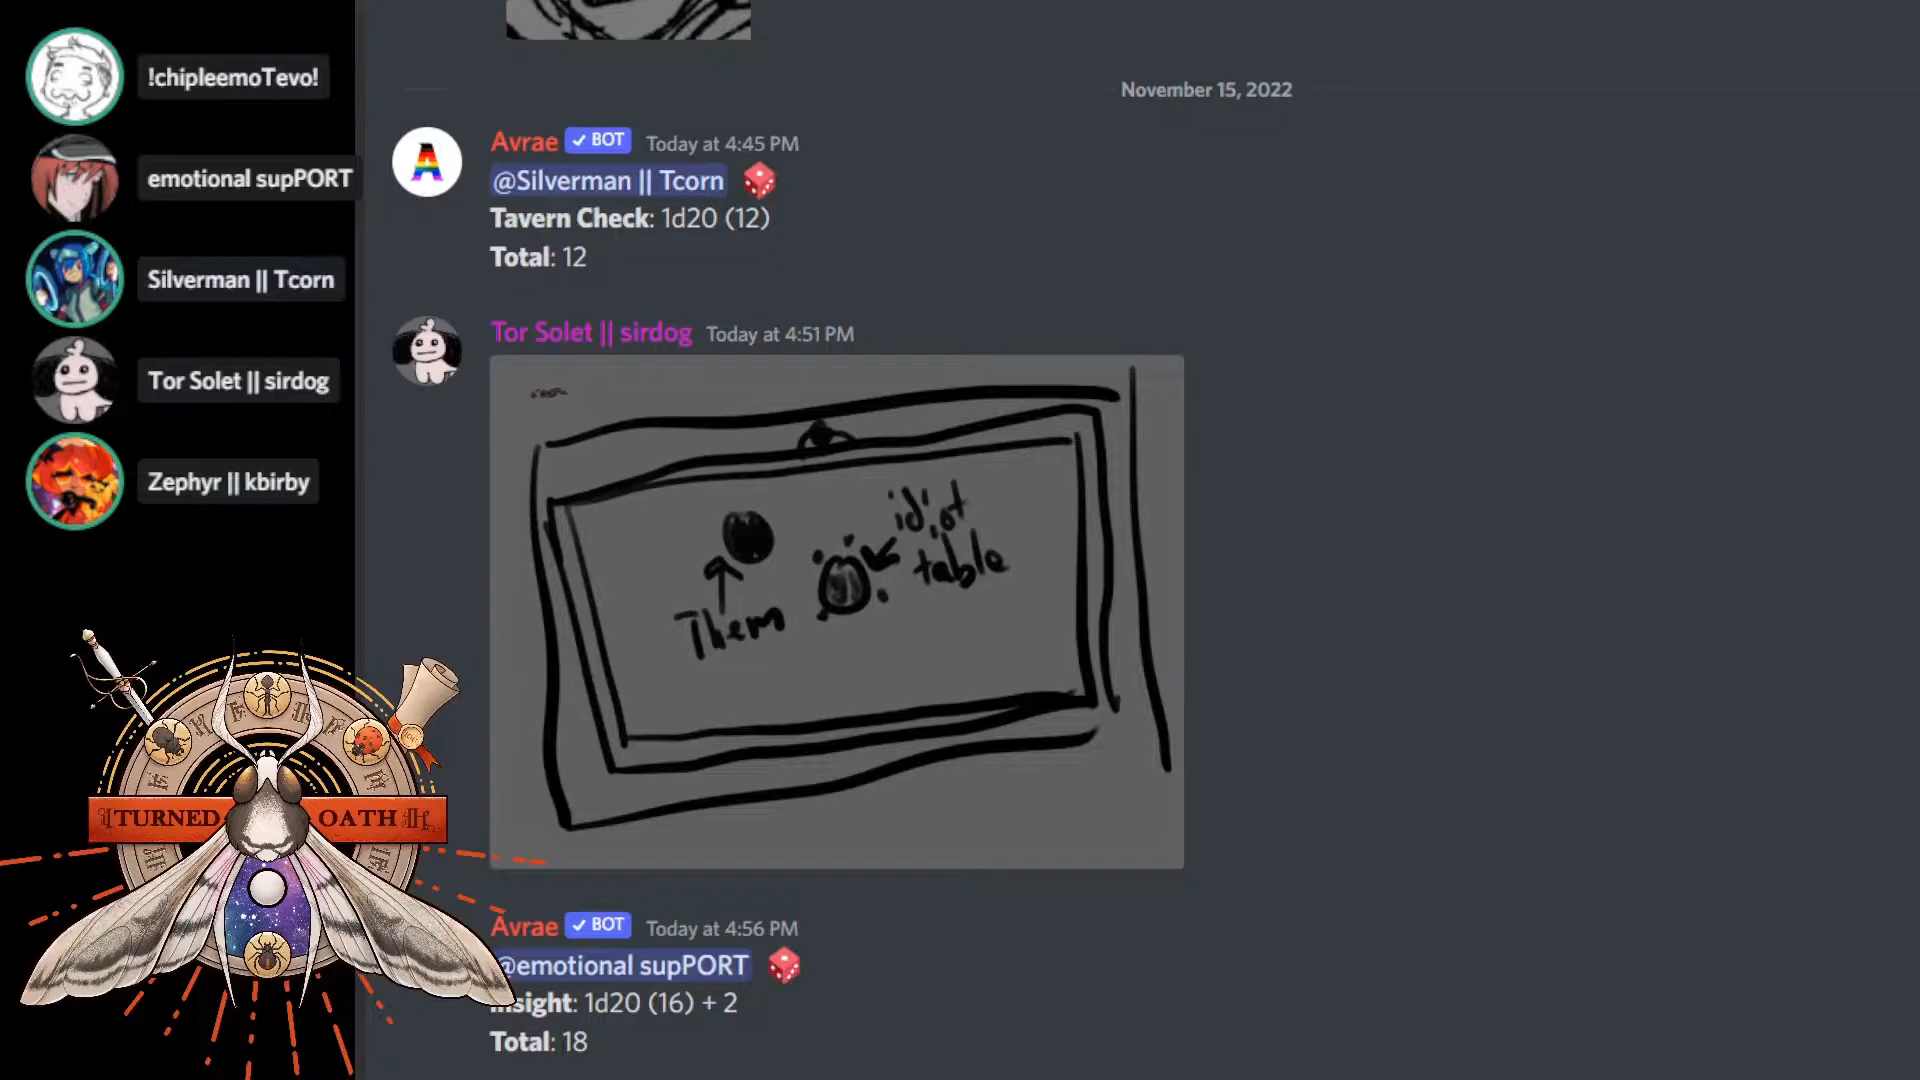 !chipleemoTevo!
emotional supPORT
Silverman || Tcorn
Tor Solet || sirdog
Zephyr || kbirby
TURNED OATH
November 15, 2022
Avrae ✓ BOT Today at 4:45 PM
@Silverman || Tcorn
Tavern Check: 1d20 (12)
Total: 12
Tor Solet || sirdog Today at 4:51 PM
idiot
table
Them
Avrae ✓ BOT Today at 4:56 PM
@emotional supPORT
Insight: 1d20 (16) + 2
Total: 18